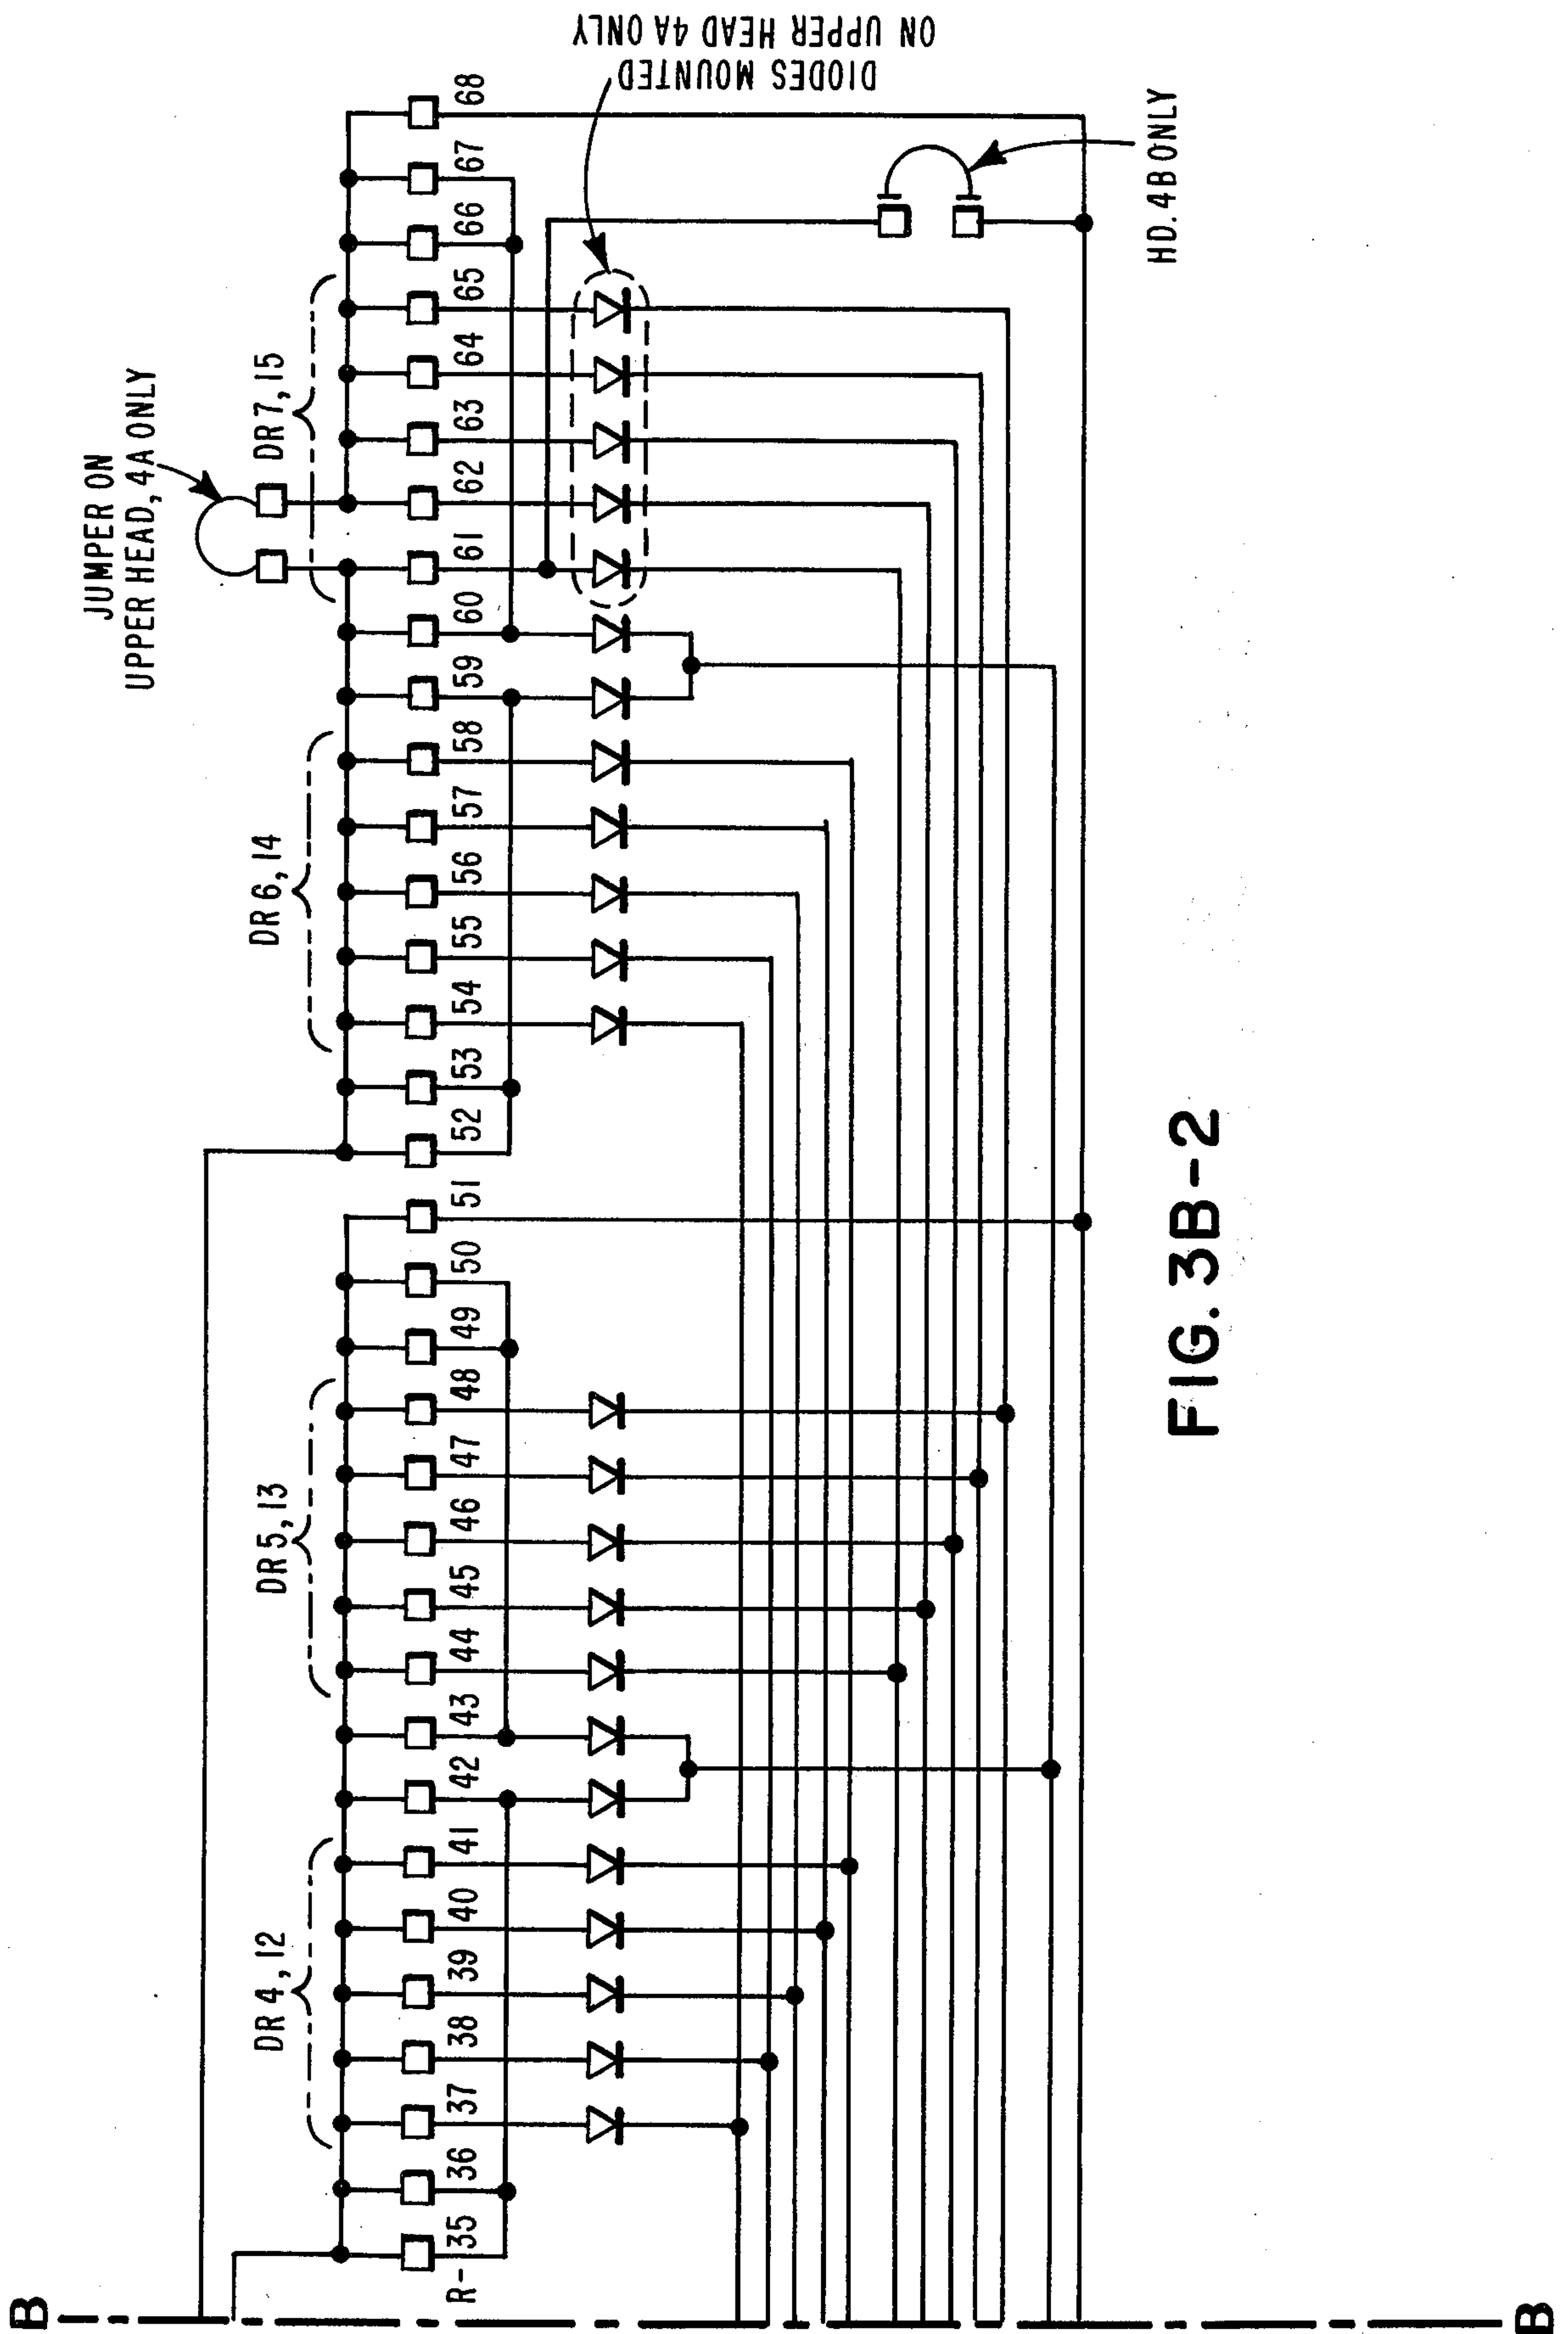 B
JUMPER ON
UPPER HEAD, 4A ONLY
DR 4, 12
DR 5, 13
DR 6, 14
DR 7, 15
R-35 36 37 38 39 40 41 42 43 44 45 46 47 48 49 50 51 52 53 54 55 56 57 58 59 60 61 62 63 64 65 66 67 68
DIODES MOUNTED
ON UPPER HEAD 4A ONLY
HD. 4B ONLY
FIG. 3B-2
B